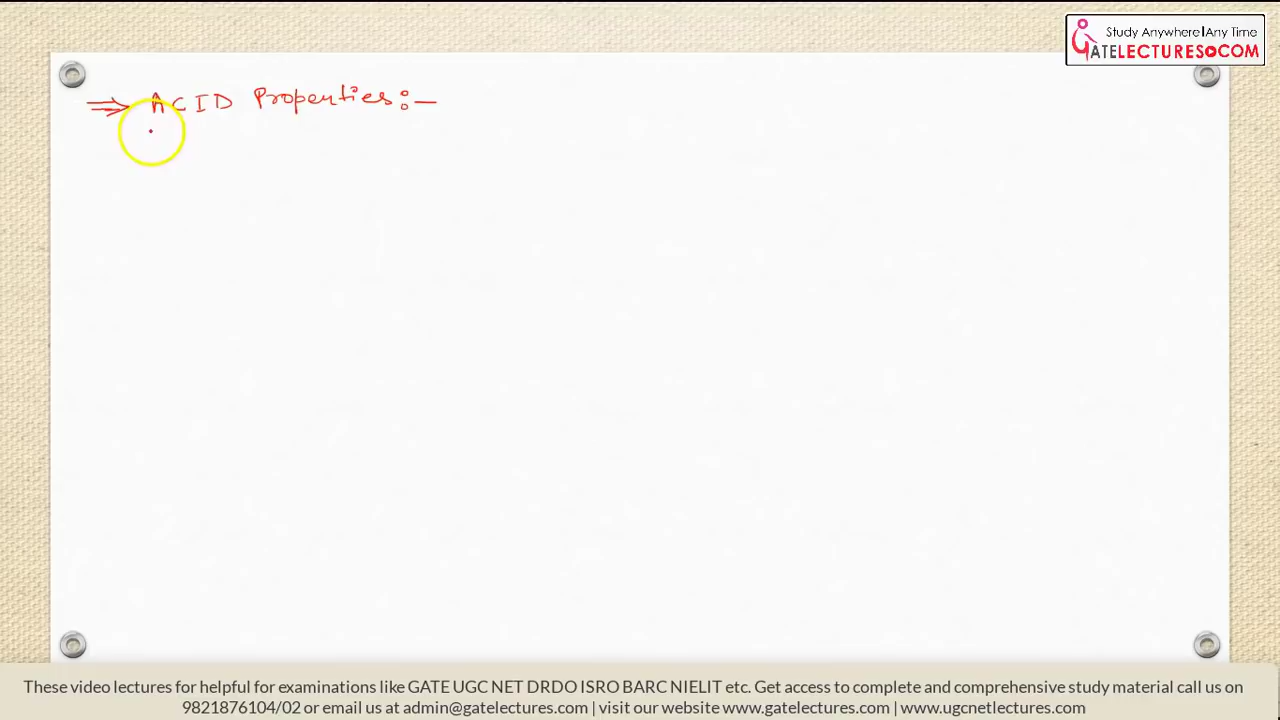 Study Anywhere|Any Time
GATELECTURES.COM
⇒ ACID Properties:-
These video lectures for helpful for examinations like GATE UGC NET DRDO ISRO BARC NIELIT etc. Get access to complete and comprehensive study material call us on
9821876104/02 or email us at admin@gatelectures.com | visit our website www.gatelectures.com | www.ugcnetlectures.com